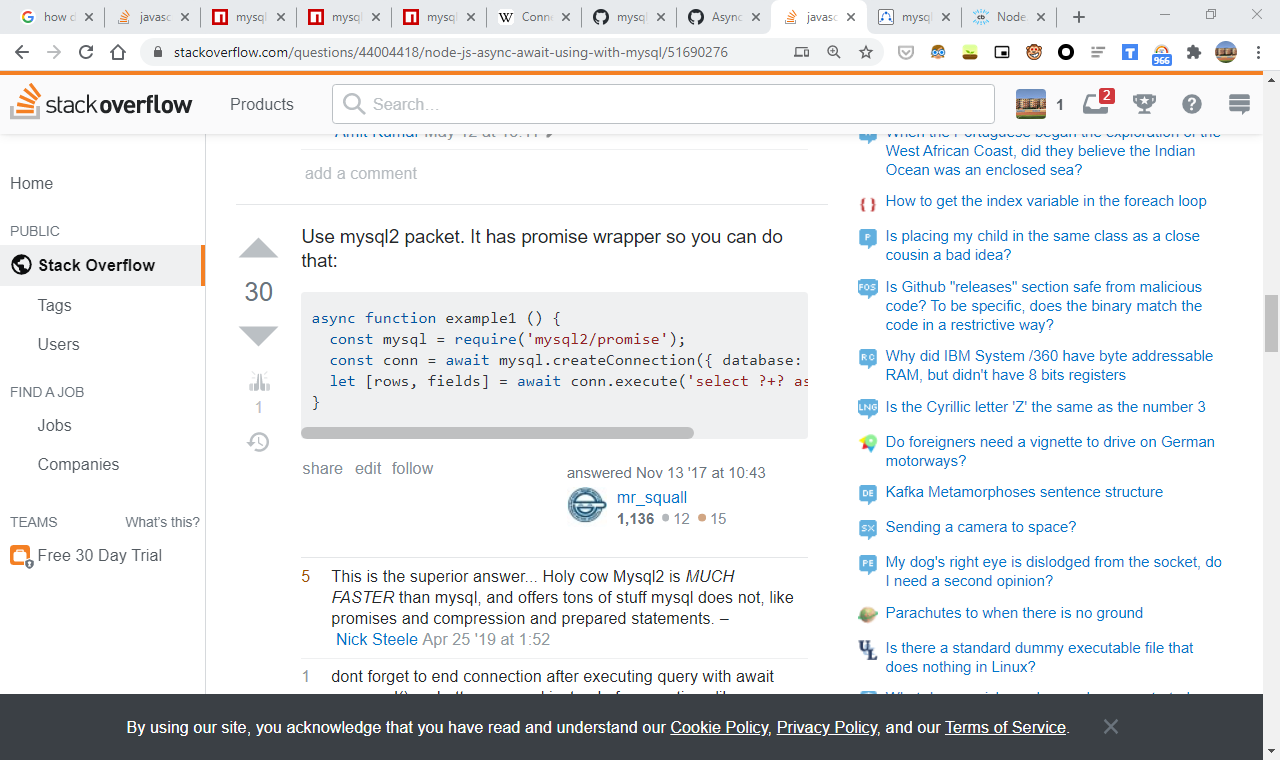 how d
javasc
mysql
mysql
mysql
Conne
mysql
Async
javasc
mysql
Node
stackoverflow.com/questions/44004418/node-js-async-await-using-with-mysql/51690276
966
stackoverflow
Products
Search...
1
2
Amit Kumar May 12 at 10:11
add a comment
Home
PUBLIC
Stack Overflow
Tags
Users
FIND A JOB
Jobs
Companies
TEAMS
What's this?
Free 30 Day Trial
Use mysql2 packet. It has promise wrapper so you can do
that:
30
1
async function example1 () {
const mysql = require('mysql2/promise');
const conn = await mysql.createConnection({ database:
let [rows, fields] = await conn.execute('select ?+? as
}
share edit follow
answered Nov 13 '17 at 10:43
mr_squall
1,136 12 15
5 This is the superior answer... Holy cow Mysql2 is MUCH
FASTER than mysql, and offers tons of stuff mysql does not, like
promises and compression and prepared statements. –
Nick Steele Apr 25 '19 at 1:52
1 dont forget to end connection after executing query with await
When the Portuguese began the exploration of the
West African Coast, did they believe the Indian
Ocean was an enclosed sea?
How to get the index variable in the foreach loop
P
Is placing my child in the same class as a close
cousin a bad idea?
FOS
Is Github "releases" section safe from malicious
code? To be specific, does the binary match the
code in a restrictive way?
RC
Why did IBM System /360 have byte addressable
RAM, but didn't have 8 bits registers
LNG
Is the Cyrillic letter 'Z' the same as the number 3
Do foreigners need a vignette to drive on German
motorways?
DE
Kafka Metamorphoses sentence structure
SX
Sending a camera to space?
PE
My dog's right eye is dislodged from the socket, do
I need a second opinion?
Parachutes to when there is no ground
UL
Is there a standard dummy executable file that
does nothing in Linux?
By using our site, you acknowledge that you have read and understand our Cookie Policy, Privacy Policy, and our Terms of Service.